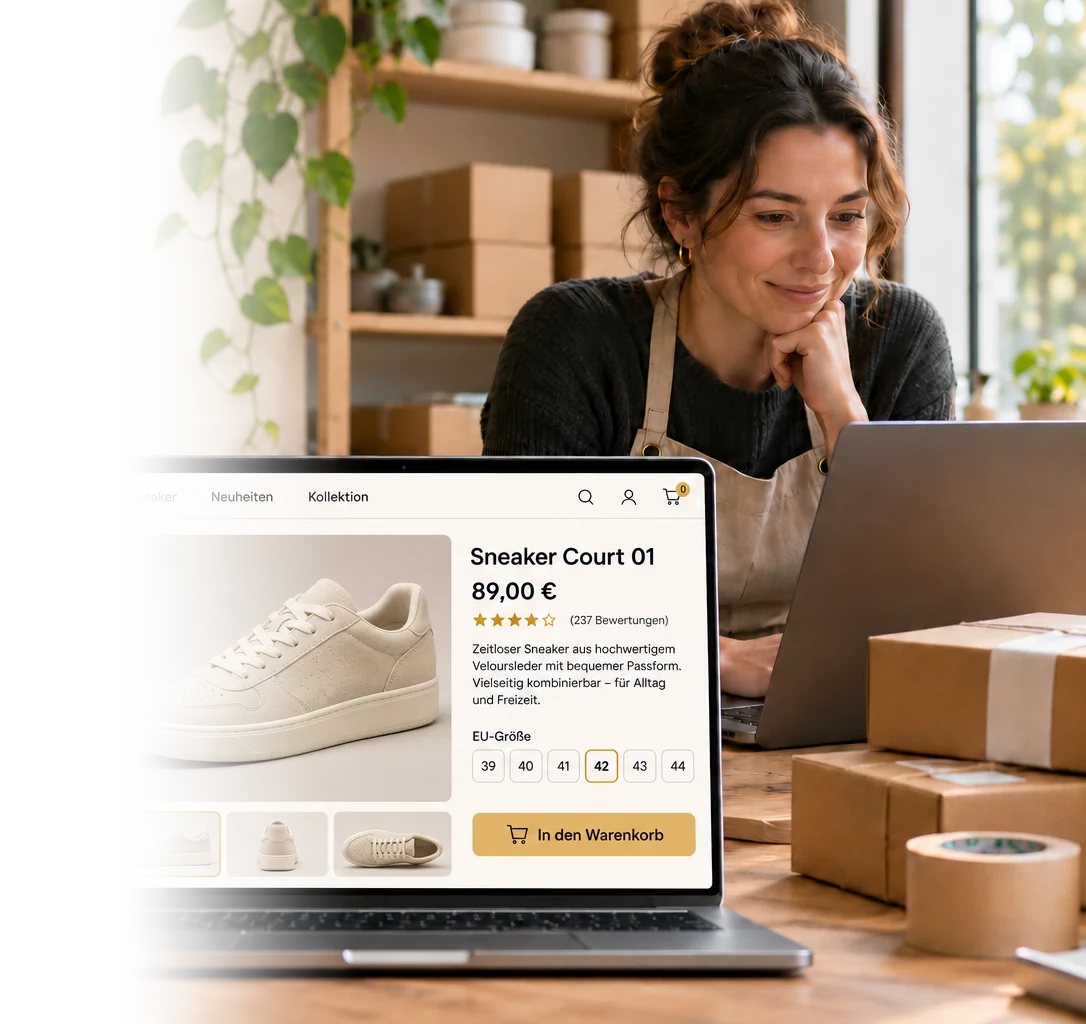 Neuheiten
Kollektion
0
Sneaker Court 01
89,00 €
(237 Bewertungen)
Zeitloser Sneaker aus hochwertigem
Veloursleder mit bequemer Passform.
Vielseitig kombinierbar – für Alltag
und Freizeit.
EU-Größe
39 40 41 42 43 44
In den Warenkorb